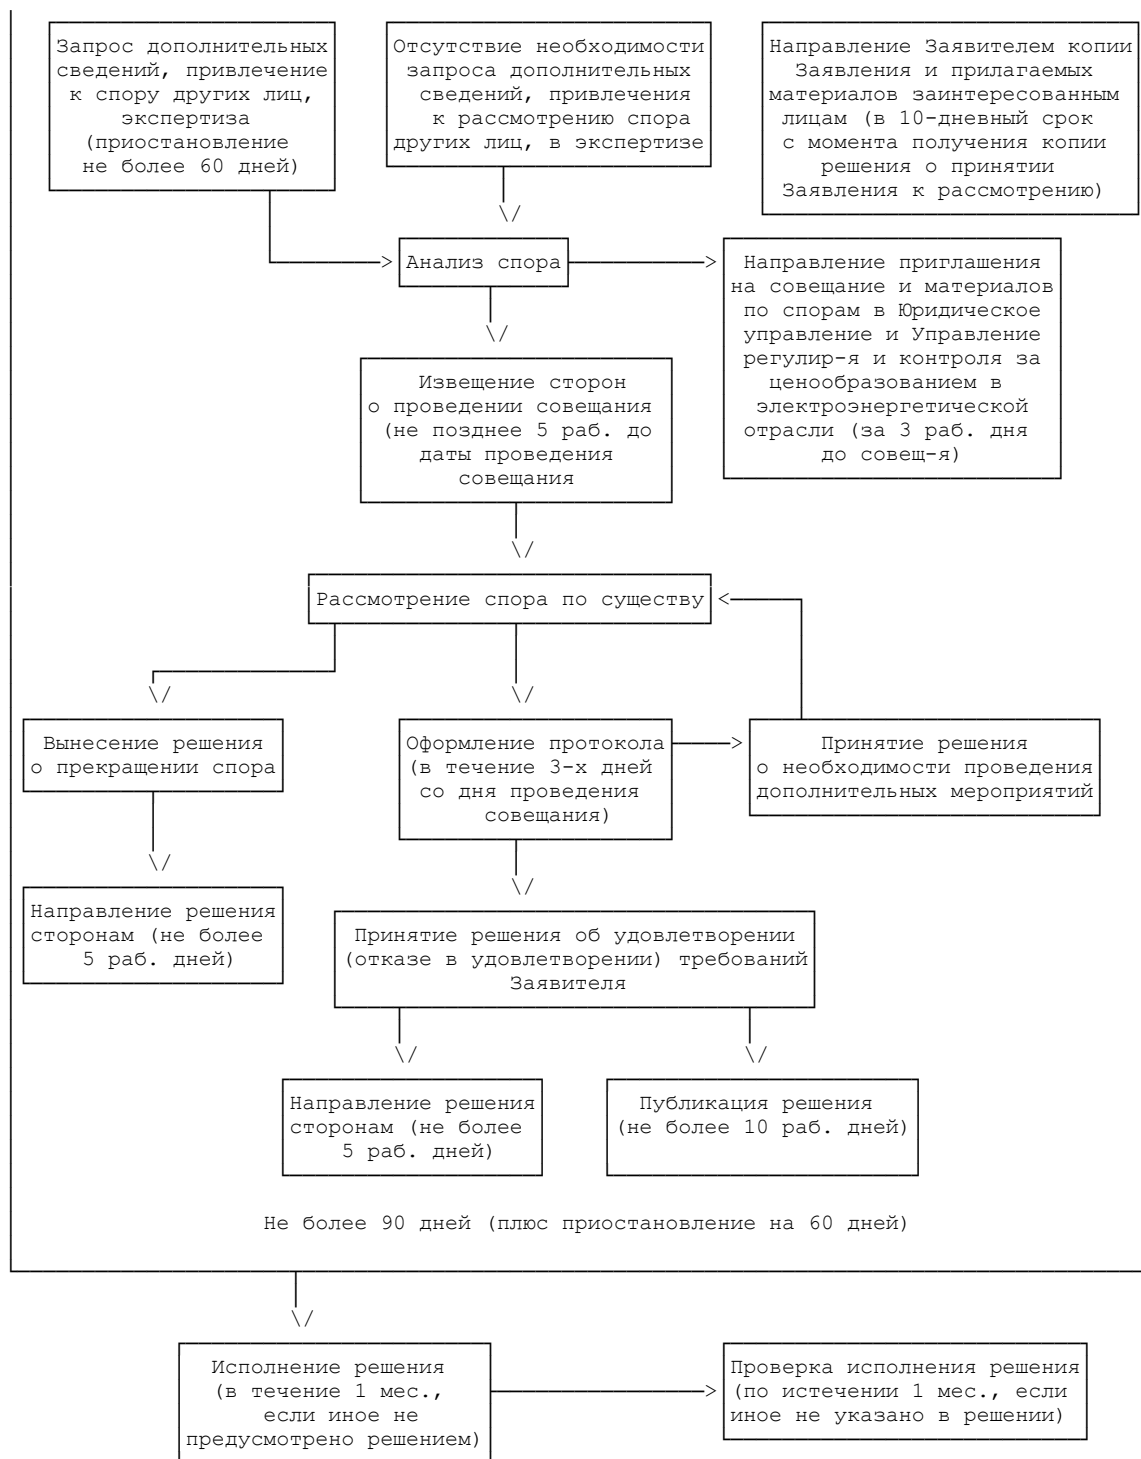 Запрос дополнительных
сведений, привлечение
к спору других лиц,
экспертиза
(приостановление
не более 60 дней)
Отсутствие необходимости
запроса дополнительных
сведений, привлечения
к рассмотрению спора
других лиц, в экспертизе
Направление Заявителем копии
Заявления и прилагаемых
материалов заинтересованным
лицам (в 10-дневный срок
с момента получения копии
решения о принятии
Заявления к рассмотрению)
Анализ спора
Направление приглашения
на совещание и материалов
по спорам в Юридическое
управление и Управление
регулир-я и контроля за
ценообразованием в
электроэнергетической
отрасли (за 3 раб. дня
до совещ-я)
Извещение сторон
о проведении совещания
(не позднее 5 раб. до
даты проведения
совещания
Рассмотрение спора по существу
Вынесение решения
о прекращении спора
Оформление протокола
(в течение 3-х дней
со дня проведения
совещания)
Принятие решения
о необходимости проведения
дополнительных мероприятий
Направление решения
сторонам (не более
5 раб. дней)
Принятие решения об удовлетворении
(отказе в удовлетворении) требований
Заявителя
Направление решения
сторонам (не более
5 раб. дней)
Публикация решения
(не более 10 раб. дней)
Не более 90 дней (плюс приостановление на 60 дней)
Исполнение решения
(в течение 1 мес.,
если иное не
предусмотрено решением)
Проверка исполнения решения
(по истечении 1 мес., если
иное не указано в решении)